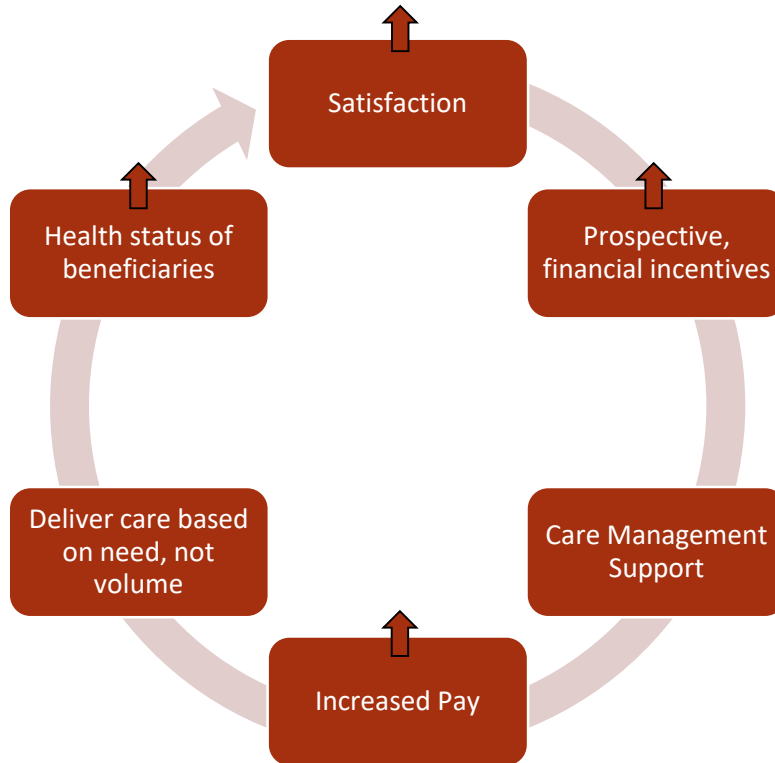 Satisfaction
Prospective,
financial incentives
Care Management
Support
Increased Pay
Deliver care based
on need, not
volume
Health status of
beneficiaries